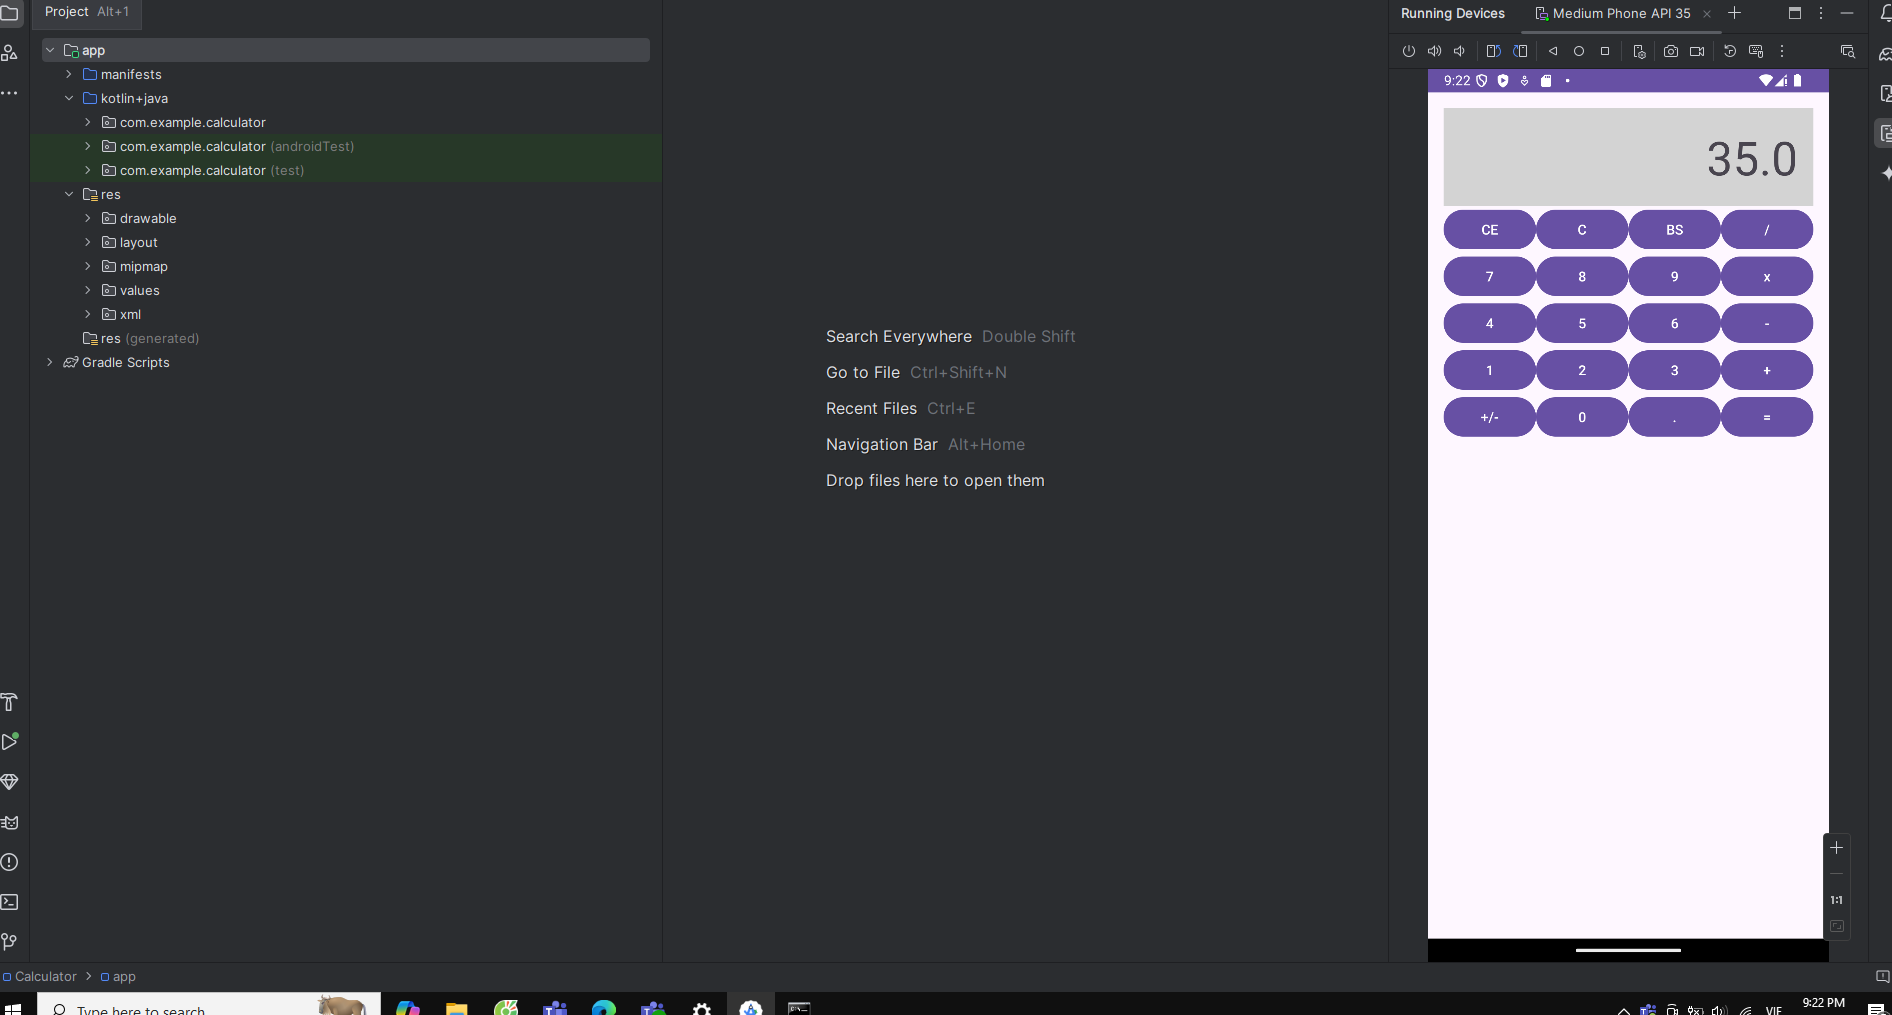 Project Alt+1
app
manifests
kotlin+java
com.example.calculator
com.example.calculator (androidTest)
com.example.calculator (test)
res
drawable
layout
mipmap
values
xml
res (generated)
Gradle Scripts
Search Everywhere Double Shift
Go to File Ctrl+Shift+N
Recent Files Ctrl+E
Navigation Bar Alt+Home
Drop files here to open them
Running Devices Medium Phone API 35
9:22
35.0
CE C BS /
7 8 9 x
4 5 6 -
1 2 3 +
+/- 0 . =
1:1
Calculator > app
Type here to search
VIE 9:22 PM